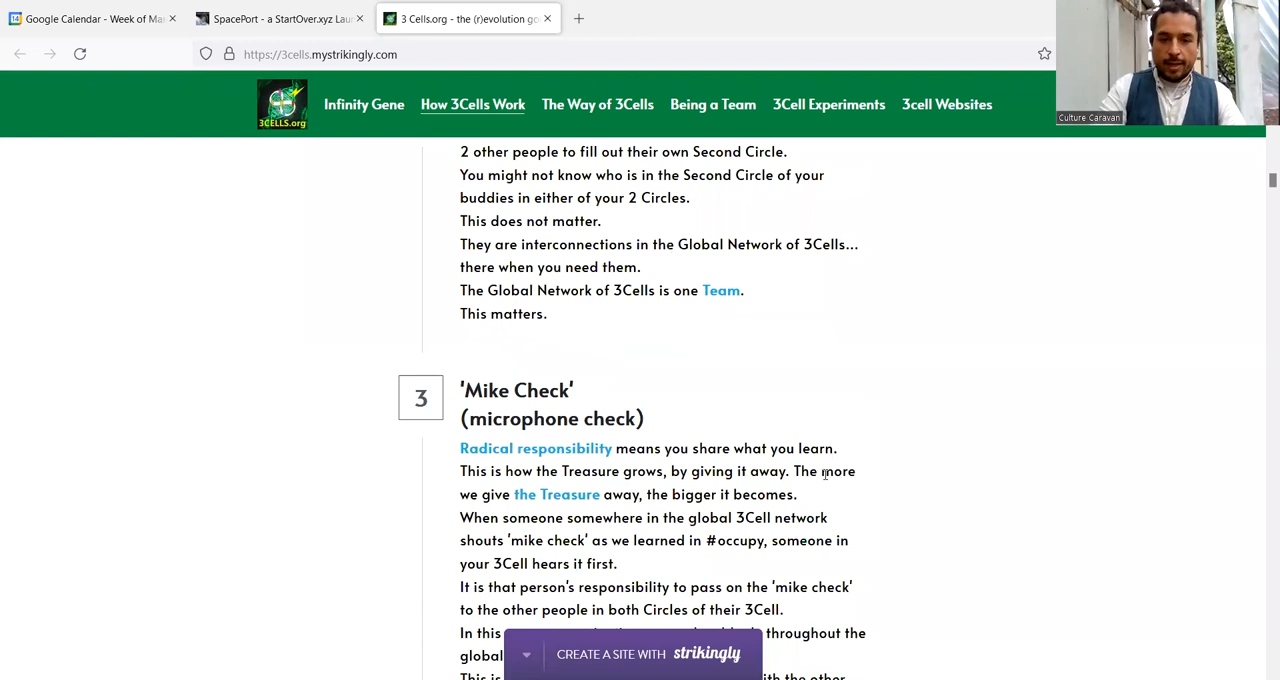 Google Calendar - Week of Ma
SpacePort - a StartOver.xyz Lau
3 Cells.org - the (r)evolution go
https://3cells.mystrikingly.com
3CELLS.org
Infinity Gene
How 3Cells Work
The Way of 3Cells
Being a Team
3Cell Experiments
3cell Websites
Culture Caravan
2 other people to fill out their own Second Circle.
You might not know who is in the Second Circle of your
buddies in either of your 2 Circles.
This does not matter.
They are interconnections in the Global Network of 3Cells...
there when you need them.
The Global Network of 3Cells is one Team.
This matters.
3
'Mike Check'
(microphone check)
Radical responsibility means you share what you learn.
This is how the Treasure grows, by giving it away. The more
we give the Treasure away, the bigger it becomes.
When someone somewhere in the global 3Cell network
shouts 'mike check' as we learned in #occupy, someone in
your 3Cell hears it first.
It is that person's responsibility to pass on the 'mike check'
to the other people in both Circles of their 3Cell.
In this throughout the
global
This is ith the other
CREATE A SITE WITH strikingly